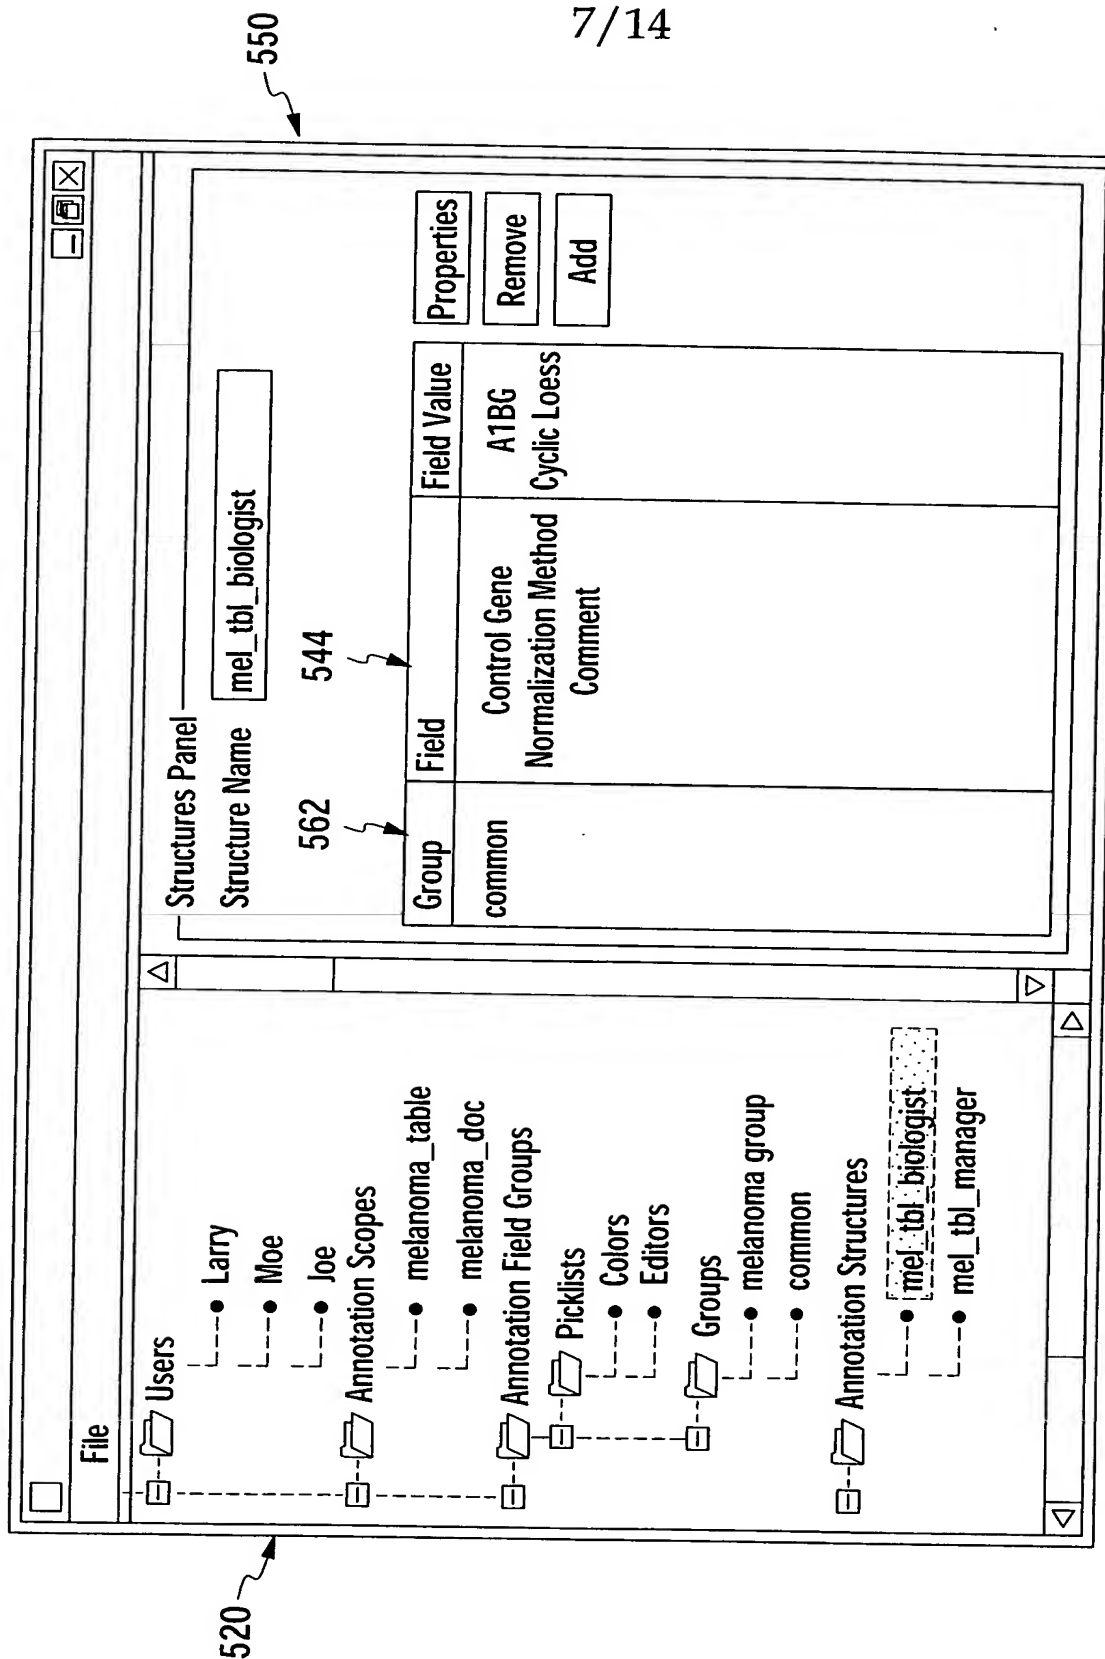 7/14
550
520
File
Users
Larry
Moe
Joe
Annotation Scopes
melanoma_table
melanoma_doc
Annotation Field Groups
Picklists
Colors
Editors
Groups
melanoma group
common
Annotation Structures
mel_tbl_biologist
mel_tbl_manager
Structures Panel
Structure Name mel_tbl_biologist
562 544
Group Field Field Value
common Control Gene A1BG
Normalization Method Cyclic Loess
Comment
Properties
Remove
Add